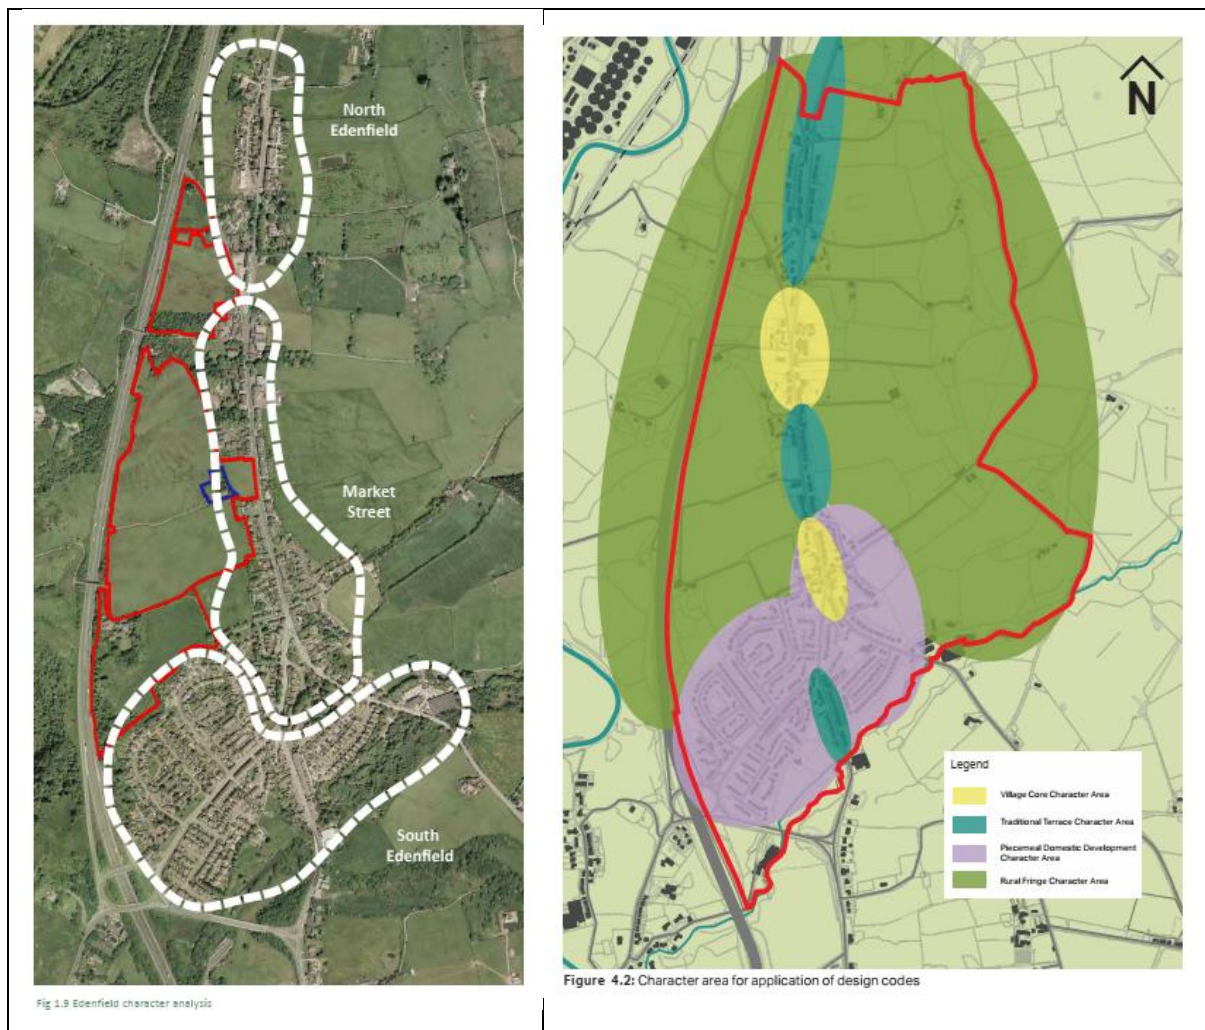 North
Edenfield
Market
Street
South
Edenfield
Fig 1.9 Edenfield character analysis
N
Legend
Village Core Character Area
Traditional Terrace Character Area
Piecemeal Domestic Development
Character Area
Rural Fringe Character Area
Figure 4.2: Character area for application of design codes